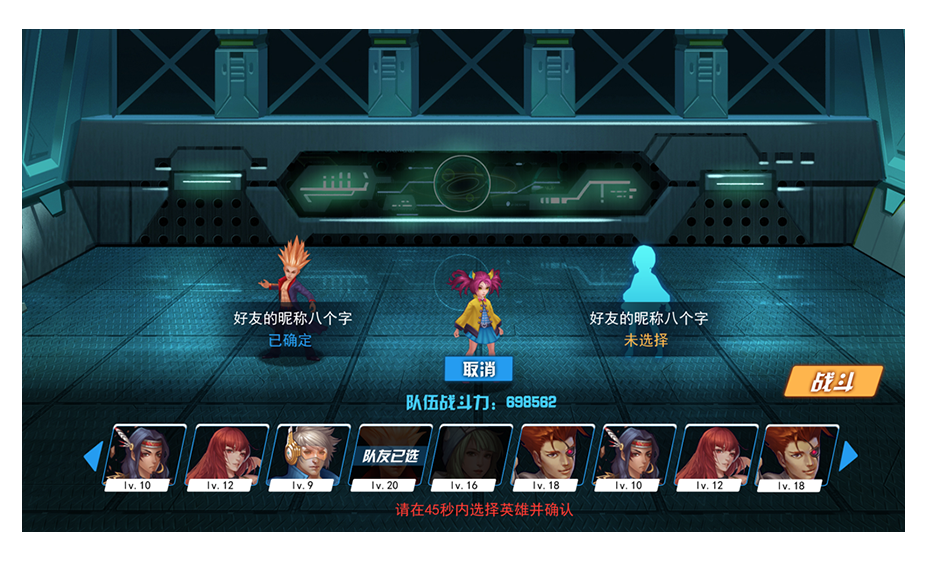 好友的昵称八个字
已确定
好友的昵称八个字
未选择
取消
战斗
队伍战斗力：698562
队友已选
lv.10
lv.12
lv.9
lv.20
lv.16
lv.18
lv.10
lv.12
lv.18
请在45秒内选择英雄并确认